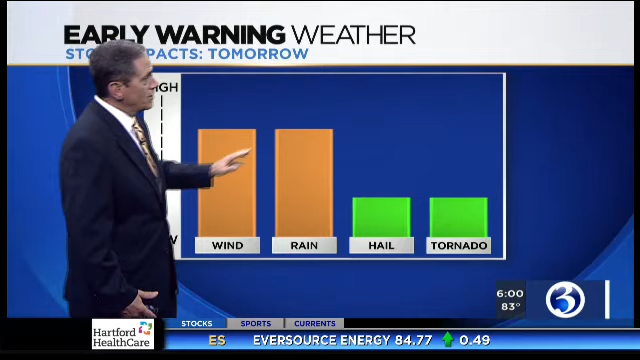 EARLY WARNING WEATHER
TOMORROW
WIND RAIN HAIL TORNADO
6:00
83°
3
STOCKS SPORTS CURRENTS
Hartford
HealthCare
ES EVERSOURCE ENERGY 84.77 0.49